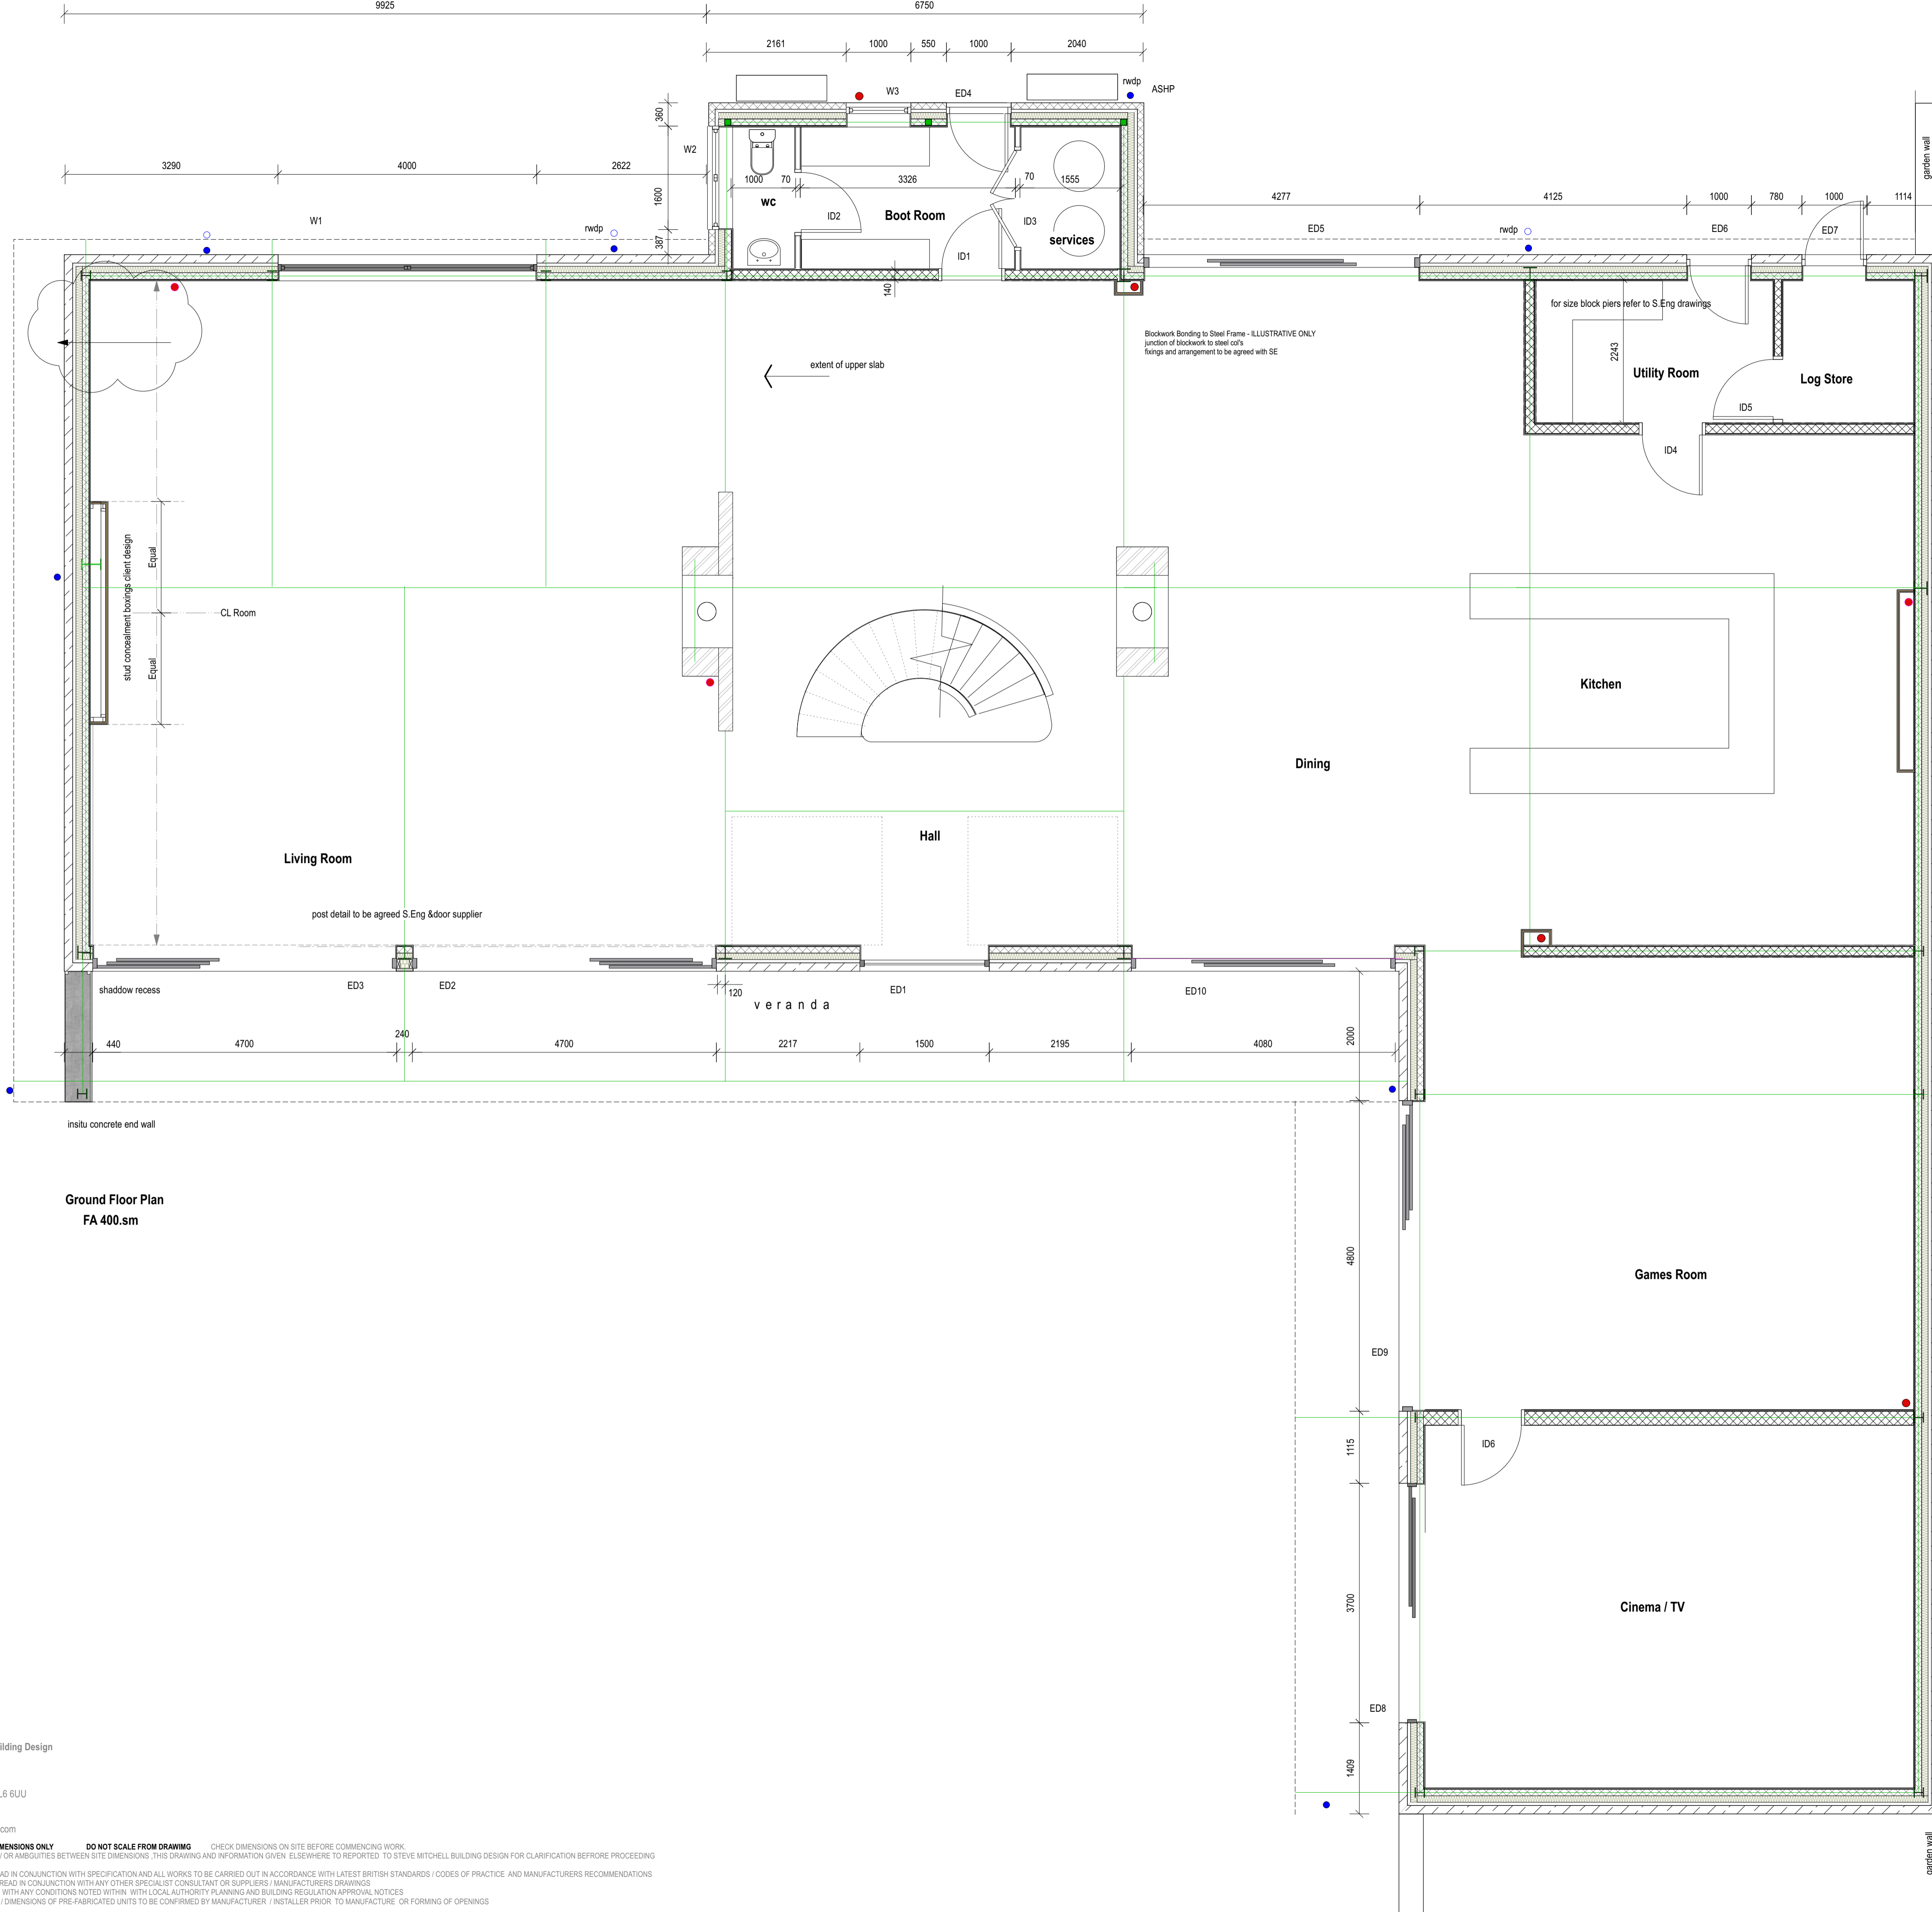 9925
6750
2161
1000
550
1000
2040
rwdp
ASHP
W3
ED4
360
garden wall
W2
3290
4000
2622
1600
1000
70
3326
70
1555
wc
ID2
Boot Room
ID3
services
4277
4125
1000
780
1000
1114
W1
rwdp
387
ID1
ED5
rwdp
ED6
ED7
140
for size block piers refer to S.Eng drawings
Blockwork Bonding to Steel Frame - ILLUSTRATIVE ONLY
junction of blockwork to steel col's
fixings and arrangement to be agreed with SE
extent of upper slab
2243
Utility Room
Log Store
ID5
ID4
stud concealment boxings client design
Equal
CL Room
Equal
Kitchen
Dining
Hall
Living Room
post detail to be agreed S.Eng &door supplier
shaddow recess
ED3
ED2
120
veranda
ED1
ED10
440
4700
240
4700
2217
1500
2195
4080
2000
insitu concrete end wall
Ground Floor Plan
FA 400.sm
4800
Games Room
ED9
1115
ID6
3700
Cinema / TV
ED8
1409
garden wall
ilding Design
L6 6UU
com
MENSIONS ONLY DO NOT SCALE FROM DRAWIMG CHECK DIMENSIONS ON SITE BEFORE COMMENCING WORK
/ OR AMBGUITIES BETWEEN SITE DIMENSIONS ,THIS DRAWING AND INFORMATION GIVEN ELSEWHERE TO REPORTED TO STEVE MITCHELL BUILDING DESIGN FOR CLARIFICATION BEFRORE PROCEEDING
AD IN CONJUNCTION WITH SPECIFICATION AND ALL WORKS TO BE CARRIED OUT IN ACCORDANCE WITH LATEST BRITISH STANDARDS / CODES OF PRACTICE AND MANUFACTURERS RECOMMENDATIONS
READ IN CONJUNCTION WITH ANY OTHER SPECIALIST CONSULTANT OR SUPPLIERS / MANUFACTURERS DRAWINGS
WITH ANY CONDITIONS NOTED WITHIN WITH LOCAL AUTHORITY PLANNING AND BUILDING REGULATION APPROVAL NOTICES
/ DIMENSIONS OF PRE-FABRICATED UNITS TO BE CONFIRMED BY MANUFACTURER / INSTALLER PRIOR TO MANUFACTURE OR FORMING OF OPENINGS